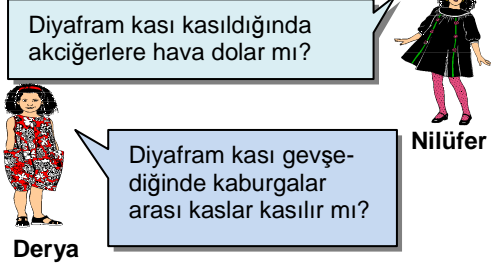 Diyafram kası kasıldığında
akciğerlere hava dolar mı?
Nilüfer
Diyafram kası gevşe-
diğinde kaburgalar
arası kaslar kasılır mı?
Derya